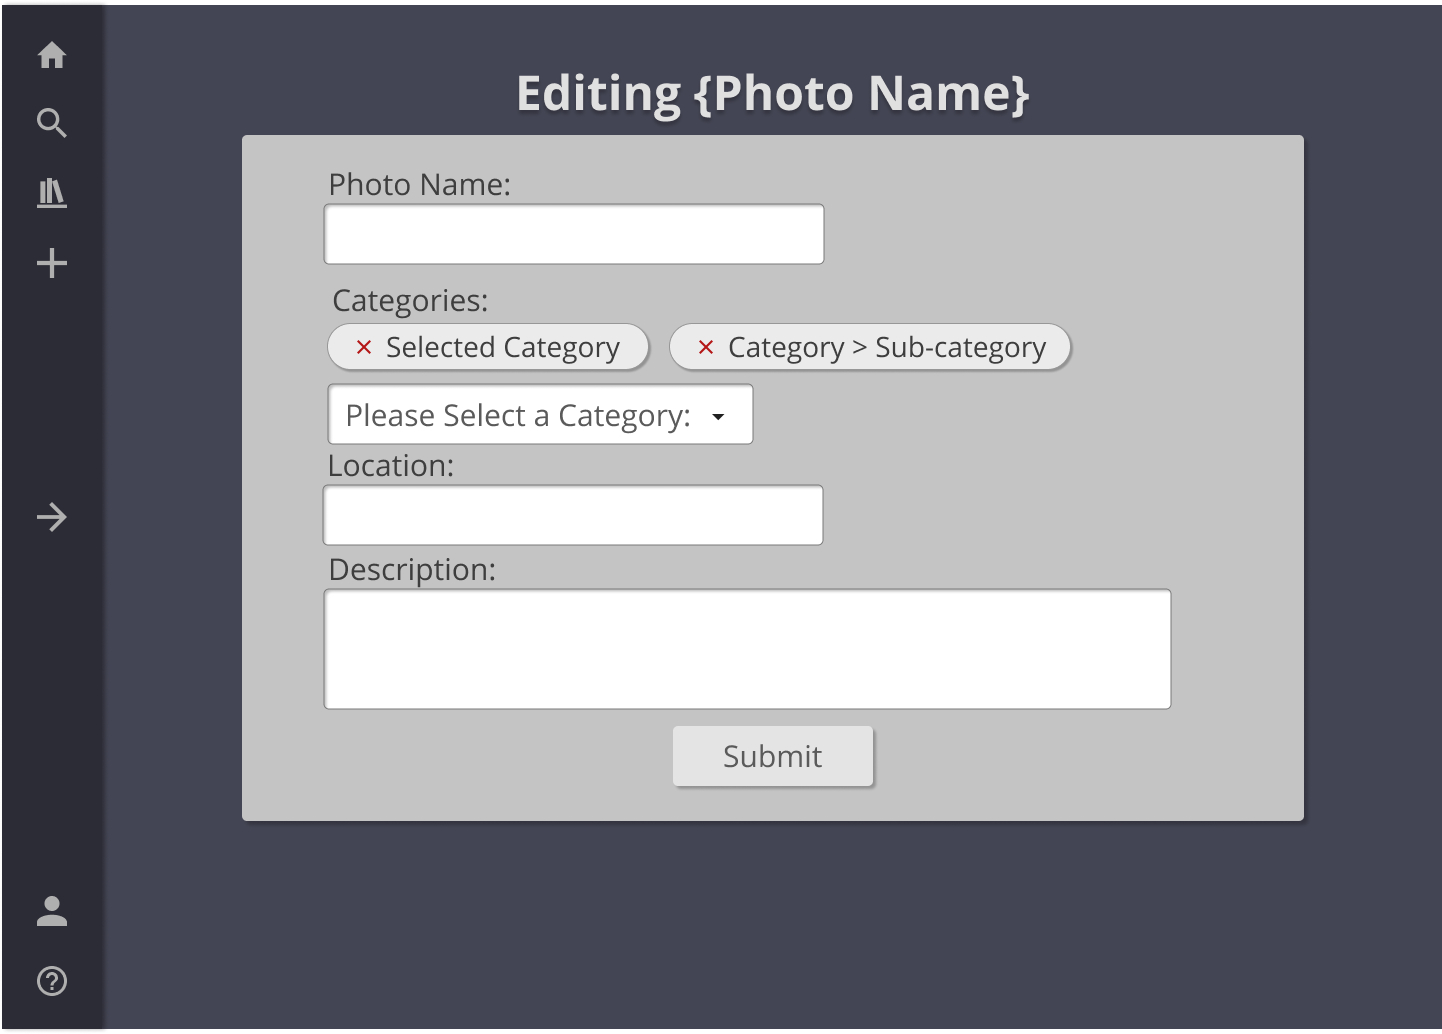 Editing {Photo Name}
Photo Name:
Categories:
× Selected Category
× Category > Sub-category
Please Select a Category:
Location:
Description:
Submit